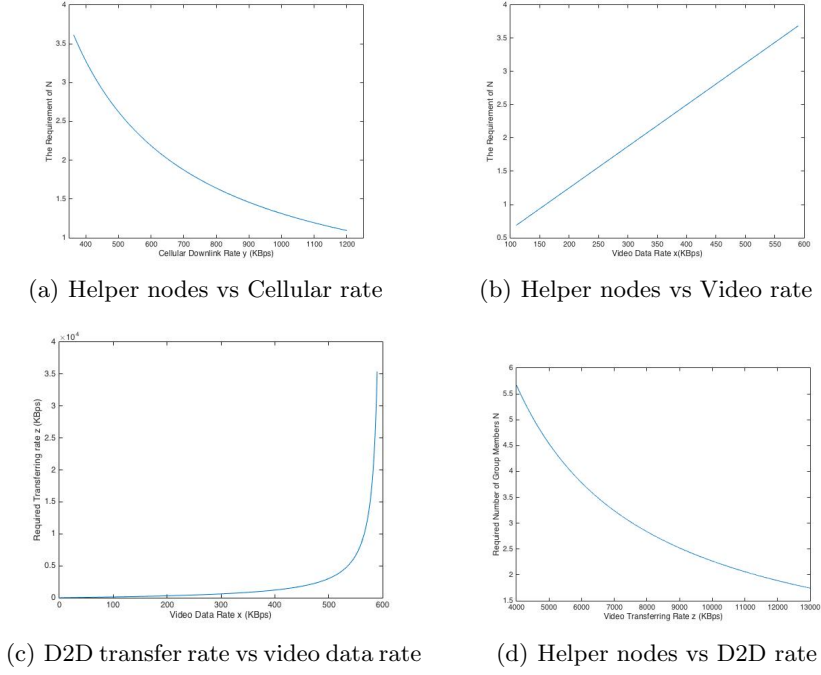 4
3.5
3
2.5
2
1.5
1
The Requirement of N
400 500 600 700 800 900 1000 1100 1200
Cellular Downlink Rate y (KBps)
(a) Helper nodes vs Cellular rate
4
3.5
3
2.5
2
1.5
1
0.5
The Requirement of N
100 150 200 250 300 350 400 450 500 550 600
Video Data Rate x(KBps)
(b) Helper nodes vs Video rate
×10^4
4
3.5
3
2.5
2
1.5
1
0.5
0
Required Transferring rate z (KBps)
0 100 200 300 400 500 600
Video Data Rate x (KBps)
(c) D2D transfer rate vs video data rate
6
5.5
5
4.5
4
3.5
3
2.5
2
1.5
Required Number of Group Members N
4000 5000 6000 7000 8000 9000 10000 11000 12000 13000
Video Transferring Rate z (KBps)
(d) Helper nodes vs D2D rate